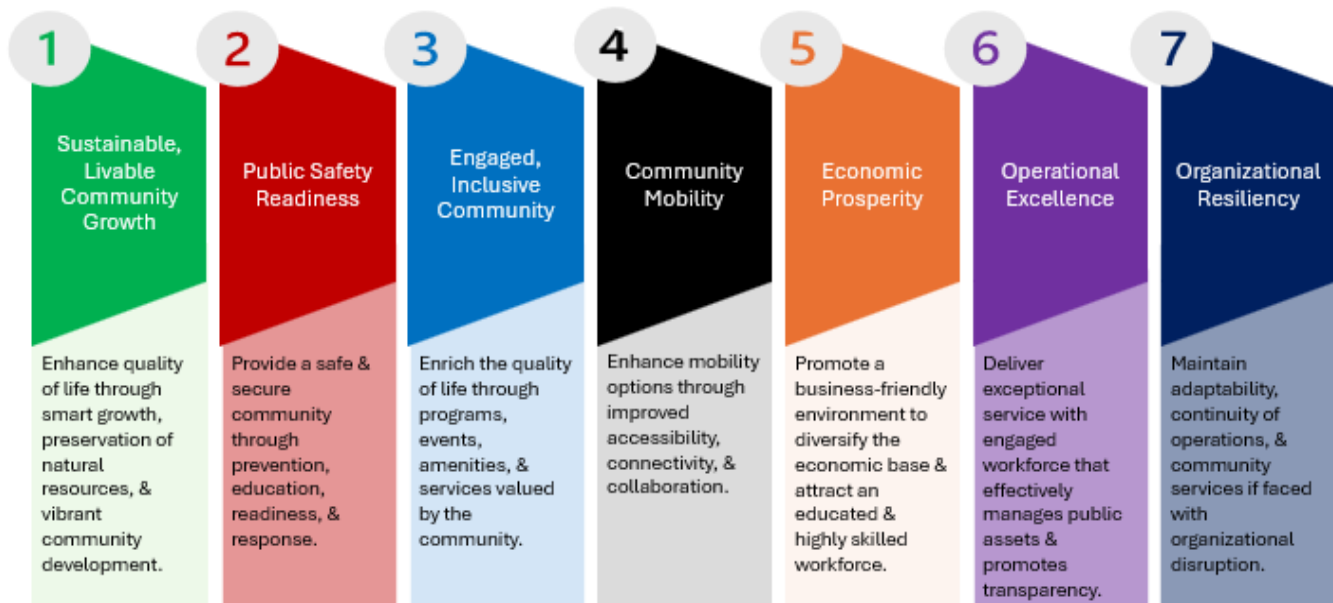 1
Sustainable,
Livable
Community
Growth
Enhance quality
of life through
smart growth,
preservation of
natural
resources, &
vibrant
community
development.
2
Public Safety
Readiness
Provide a safe &
secure
community
through
prevention,
education,
readiness, &
response.
3
Engaged,
Inclusive
Community
Enrich the quality
of life through
programs,
events,
amenities, &
services valued
by the
community.
4
Community
Mobility
Enhance mobility
options through
improved
accessibility,
connectivity, &
collaboration.
5
Economic
Prosperity
Promote a
business-friendly
environment to
diversify the
economic base &
attract an
educated &
highly skilled
workforce.
6
Operational
Excellence
Deliver
exceptional
service with
engaged
workforce that
effectively
manages public
assets &
promotes
transparency.
7
Organizational
Resiliency
Maintain
adaptability,
continuity of
operations, &
community
services if faced
with
organizational
disruption.